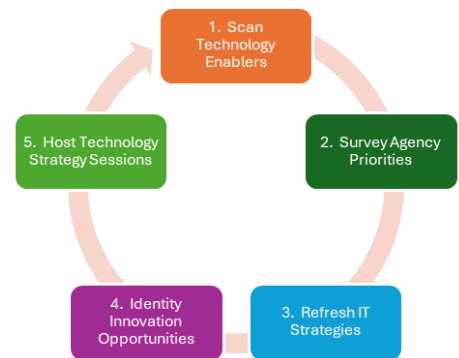 1. Scan
Technology
Enablers
2. Survey Agency
Priorities
3. Refresh IT
Strategies
4. Identity
Innovation
Opportunities
5. Host Technology
Strategy Sessions